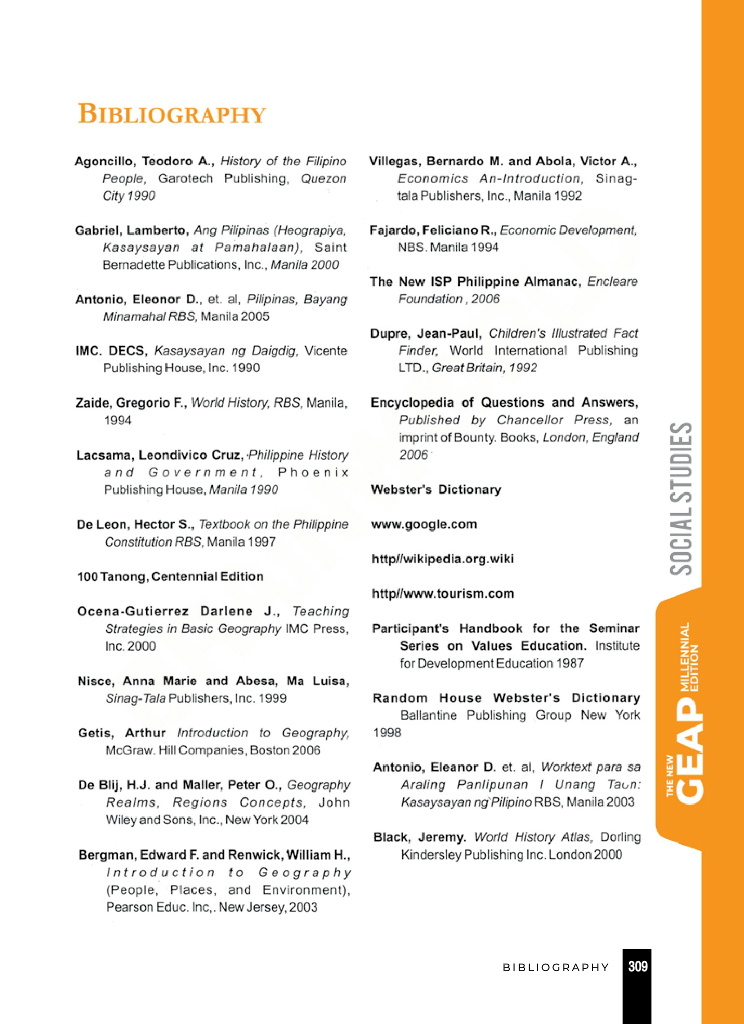 BIBLIOGRAPHY
Agoncillo, Teodoro A., History of the Filipino
People, Garotech Publishing, Quezon
City 1990
Gabriel, Lamberto, Ang Pilipinas (Heograpiya,
Kasaysayan at Pamahalaan), Saint
Bernadette Publications, Inc., Manila 2000
Antonio, Eleonor D., et. al, Pilipinas, Bayang
Minamahal RBS, Manila 2005
IMC. DECS, Kasaysayan ng Daigdig, Vicente
Publishing House, Inc. 1990
Zaide, Gregorio F., World History, RBS, Manila,
1994
Lacsama, Leondivico Cruz, Philippine History
and Government, Phoenix
Publishing House, Manila 1990
De Leon, Hector S., Textbook on the Philippine
Constitution RBS, Manila 1997
100 Tanong, Centennial Edition
Ocena-Gutierrez Darlene J., Teaching
Strategies in Basic Geography IMC Press,
Inc. 2000
Nisce, Anna Marie and Abesa, Ma Luisa,
Sinag-Tala Publishers, Inc. 1999
Getis, Arthur Introduction to Geography,
McGraw. Hill Companies, Boston 2006
De Blij, H.J. and Maller, Peter O., Geography
Realms, Regions Concepts, John
Wiley and Sons, Inc., New York 2004
Bergman, Edward F. and Renwick, William H.,
Introduction to Geography
(People, Places, and Environment),
Pearson Educ. Inc,. New Jersey, 2003
Villegas, Bernardo M. and Abola, Victor A.,
Economics An-Introduction, Sinag-
tala Publishers, Inc., Manila 1992
Fajardo, Feliciano R., Economic Development,
NBS. Manila 1994
The New ISP Philippine Almanac, Encleare
Foundation , 2006
Dupre, Jean-Paul, Children's Illustrated Fact
Finder, World International Publishing
LTD., Great Britain, 1992
Encyclopedia of Questions and Answers,
Published by Chancellor Press, an
imprint of Bounty. Books, London, England
2006
Webster's Dictionary
www.google.com
http//wikipedia.org.wiki
http//www.tourism.com
Participant's Handbook for the Seminar
Series on Values Education. Institute
for Development Education 1987
Random House Webster's Dictionary
Ballantine Publishing Group New York
1998
Antonio, Eleanor D. et. al, Worktext para sa
Araling Panlipunan I Unang Taon:
Kasaysayan ng Pilipino RBS, Manila 2003
Black, Jeremy. World History Atlas, Dorling
Kindersley Publishing Inc. London 2000
SOCIAL STUDIES
THE NEW
GEAP
MILLENNIAL
EDITION
BIBLIOGRAPHY 309